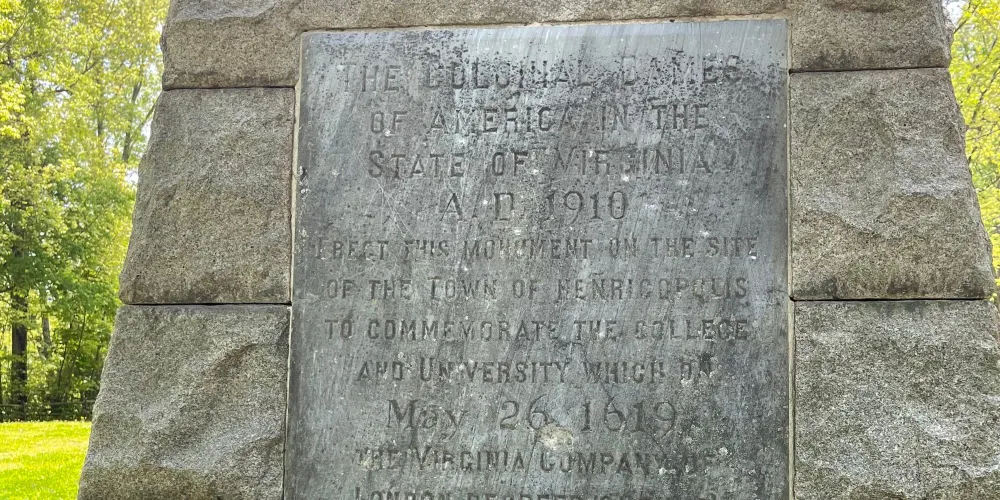 THE COLONIAL DAMES
OF AMERICA IN THE
STATE OF VIRGINIA
A. D. 1910
ERECT THIS MONUMENT ON THE SITE
OF THE TOWN OF HENRICOPOLIS
TO COMMEMORATE THE COLLEGE
AND UNIVERSITY WHICH ON
May 26 1619
THE VIRGINIA COMPANY OF
LONDON